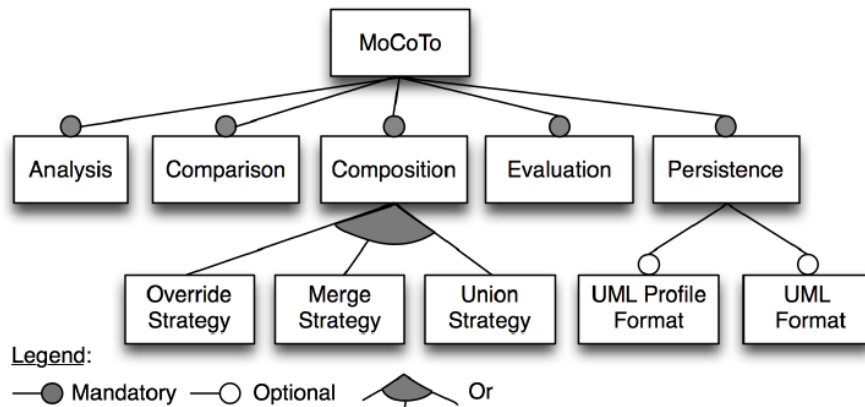 MoCoTo
Analysis
Comparison
Composition
Evaluation
Persistence
Override
Strategy
Merge
Strategy
Union
Strategy
UML Profile
Format
UML
Format
Legend:
Mandatory
Optional
Or